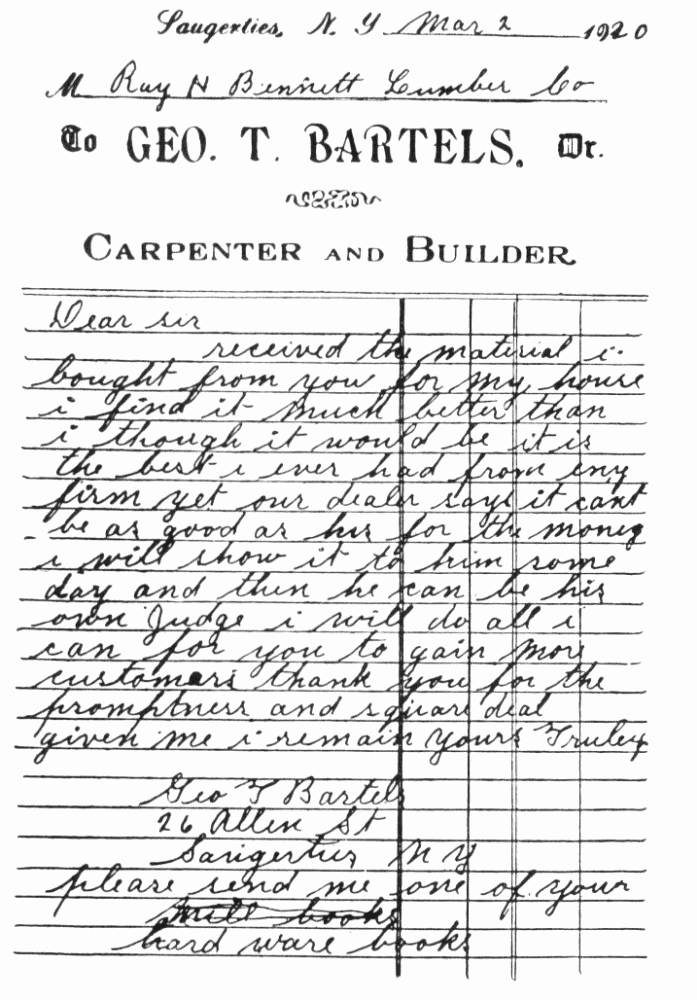 Saugerties, N. Y. Mar 2 1920
M Ray H Bennett Lumber Co
To GEO. T. BARTELS, Dr.
CARPENTER AND BUILDER.
Dear sir
received the material i
bought from you for my house
i find it much better than
i though it would be it is
the best i ever had from eny
firm yet our dealer says it cant
be as good as his for the money
i will show it to him some
day and then he can be his
own Judge i will do all i
can for you to gain more
customers thank you for the
promptness and square deal
given me i remain yours Truley
Geo T Bartels
26 Allen St
Saugerties N Y
please send me one of your
mill books
hard ware books